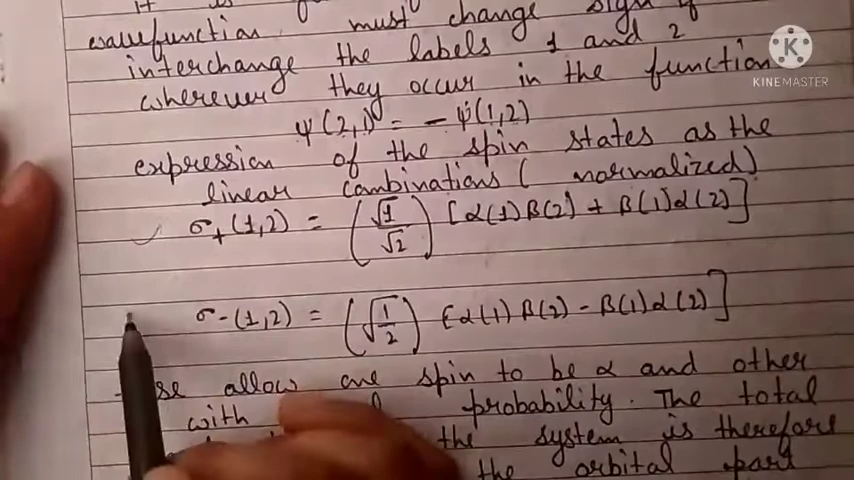 it is
wavefunction must change sign if
interchange the labels 1 and 2
wherever they occur in the function
K
KINEMASTER
ψ(2,1) = - ψ(1,2)
expression of the spin states as the
linear combinations ( normalized)
σ+(1,2) = (√1/√2) [α(1)β(2) + β(1)α(2)]
σ-(1,2) = (√1/2) [α(1)β(2) - β(1)α(2)]
allow one spin to be α and other
with probability. The total
the system is therefore
the orbital part